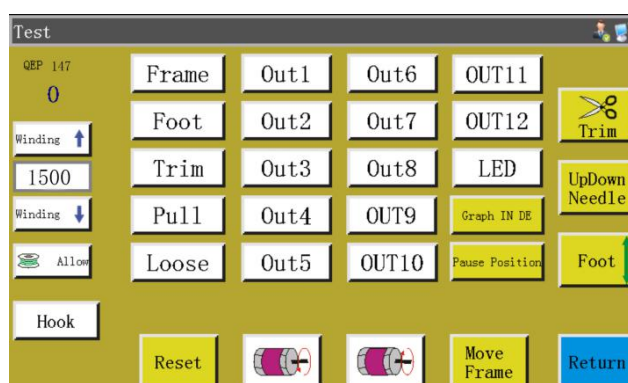 Test
QEP 147
0
Winding
1500
Winding
Allow
Hook
Frame
Out1
Out6
OUT11
Foot
Out2
Out7
OUT12
Trim
Out3
Out8
LED
Pull
Out4
OUT9
Graph IN DE
Loose
Out5
OUT10
Pause Position
Trim
UpDown
Needle
Foot
Reset
Move
Frame
Return